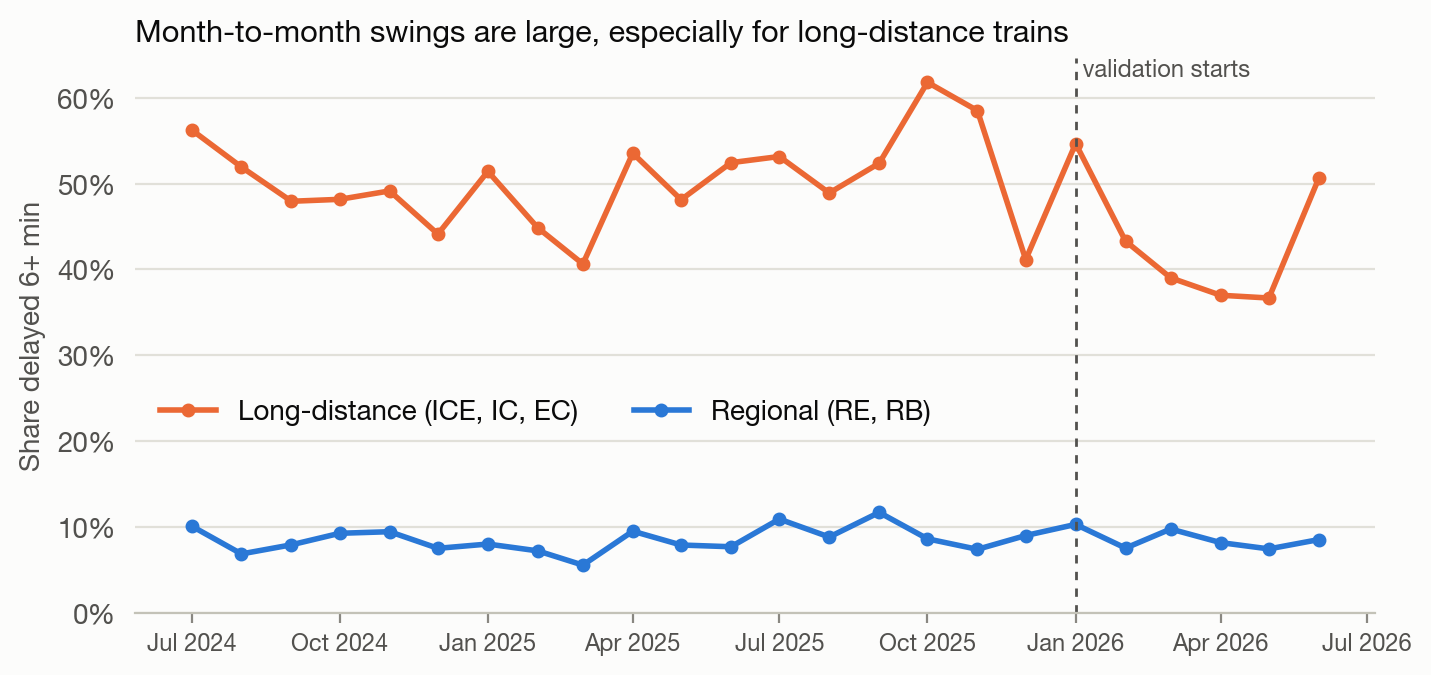 Month-to-month swings are large, especially for long-distance trains
validation starts
Share delayed 6+ min
60%
50%
40%
30%
20%
10%
0%
Long-distance (ICE, IC, EC) Regional (RE, RB)
Jul 2024 Oct 2024 Jan 2025 Apr 2025 Jul 2025 Oct 2025 Jan 2026 Apr 2026 Jul 2026